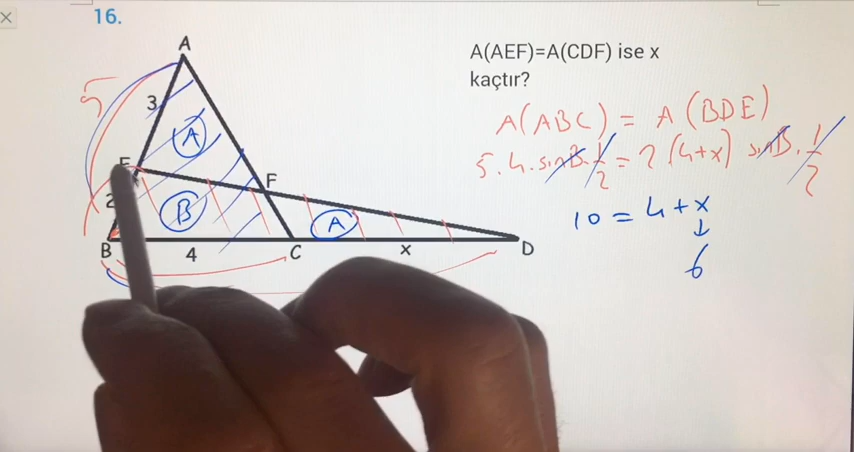 16.
A
A(AEF)=A(CDF) ise x
kaçtır?
5
3
A(ABC) = A(BDE)
A
5.4.sinB.1/2 = 2(4+x) sinB.1/2
E
F
2
B
A
10 = 4+x
B
4
C
x
D
6